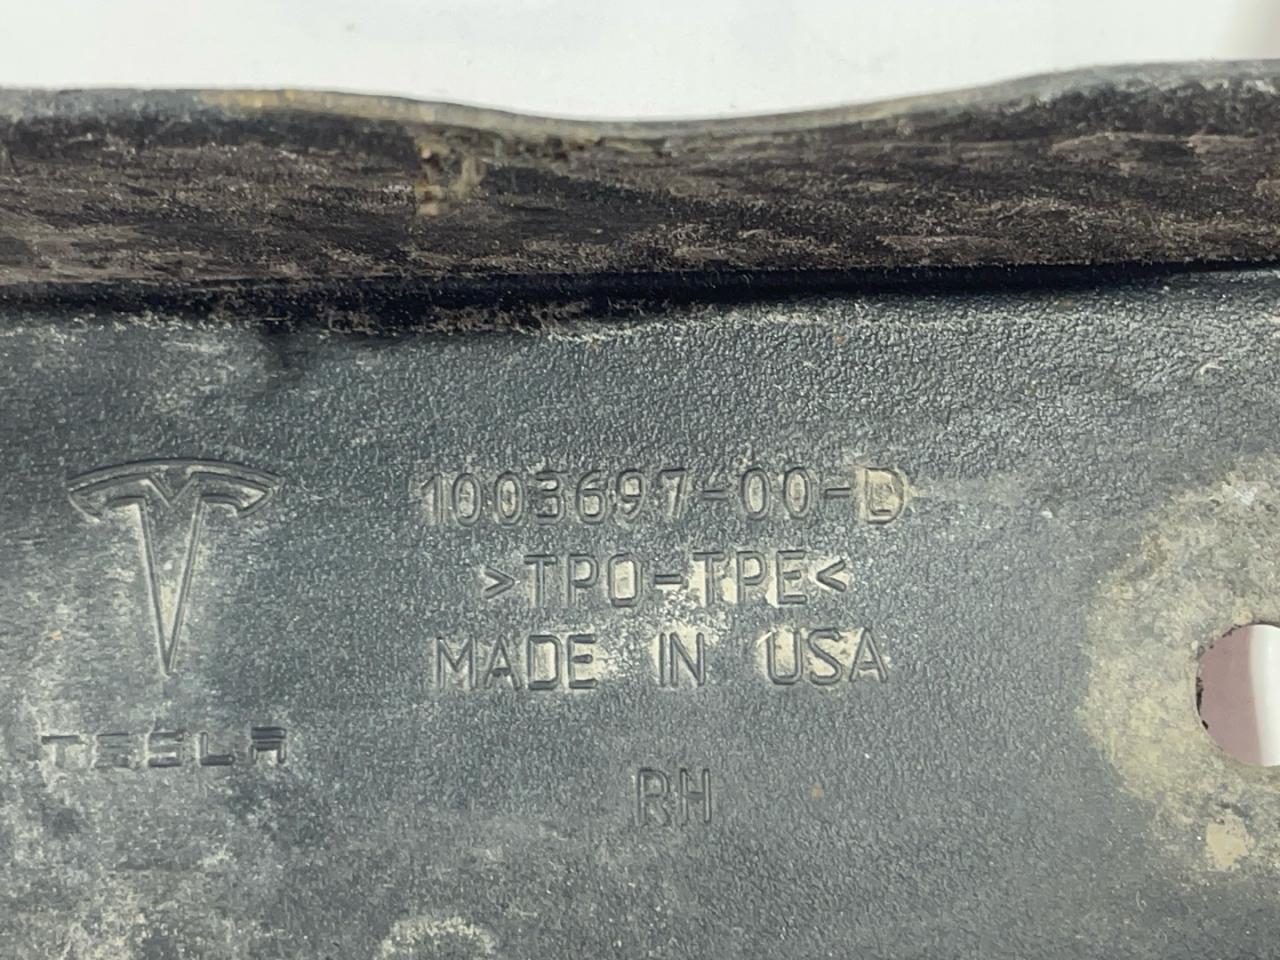 1003697-00-D
>TPO-TPE<
MADE IN USA
TESLA
RH